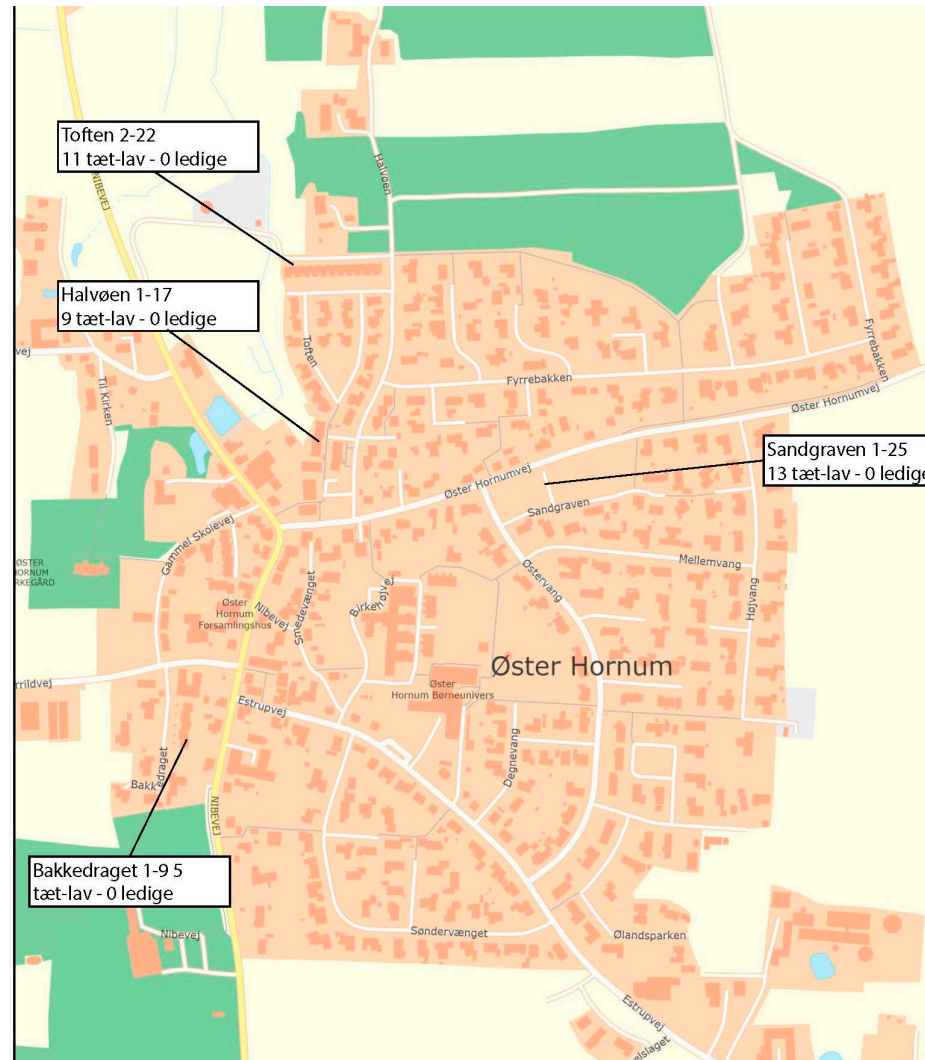 Toften 2-22
11 tæt-lav - 0 ledige
NIBEVEJ
Halvøen
Halvøen 1-17
9 tæt-lav - 0 ledige
Toften
Fyrrebakken
Fyrrebakken
Til Kirken
Øster Hornumvej
Sandgraven 1-25
13 tæt-lav - 0 ledige
Øster Hornumvej
Sandgraven
Gammel Skolevej
Østervang
Mellemvang
Højvang
ØSTER
Øster
Hornum
Forsamlingshus
Nibevej
Smedevænget
Birkehøjvej
Øster Hornum
Øster
Hornum Børneunivers
Estrupvej
Degnevang
Bakkedraget
NIBEVEJ
Bakkedraget 1-9 5
tæt-lav - 0 ledige
Nibevej
Søndervænget
Ølandsparken
Estrupvej